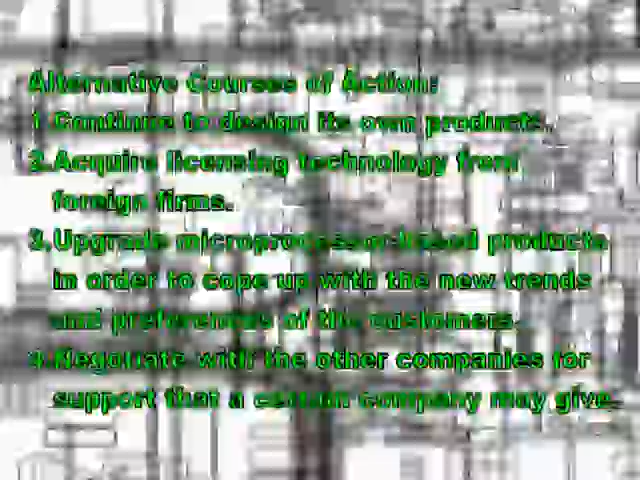 Alternative Courses of Action:
1.Continue to design its own products.
2.Acquire licensing technology from
foreign firms.
3.Upgrade microprocessor-based products
in order to cope up with the new trends
and preferences of the customers.
4.Negotiate with the other companies for
support that a certain company may give.